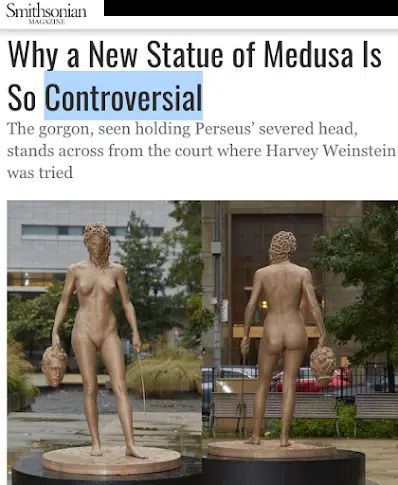 Smithsonian
MAGAZINE
Why a New Statue of Medusa Is
So Controversial
The gorgon, seen holding Perseus’ severed head,
stands across from the court where Harvey Weinstein
was tried